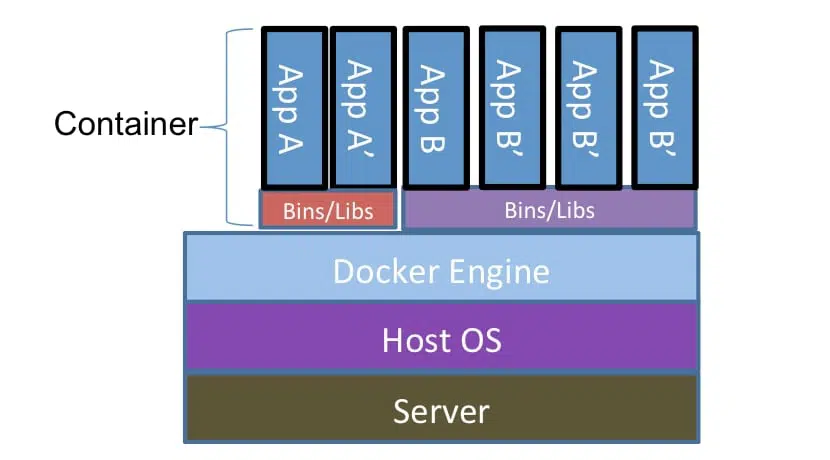 Container
App A
App A’
App B
App B’
App B’
App B’
Bins/Libs
Bins/Libs
Docker Engine
Host OS
Server